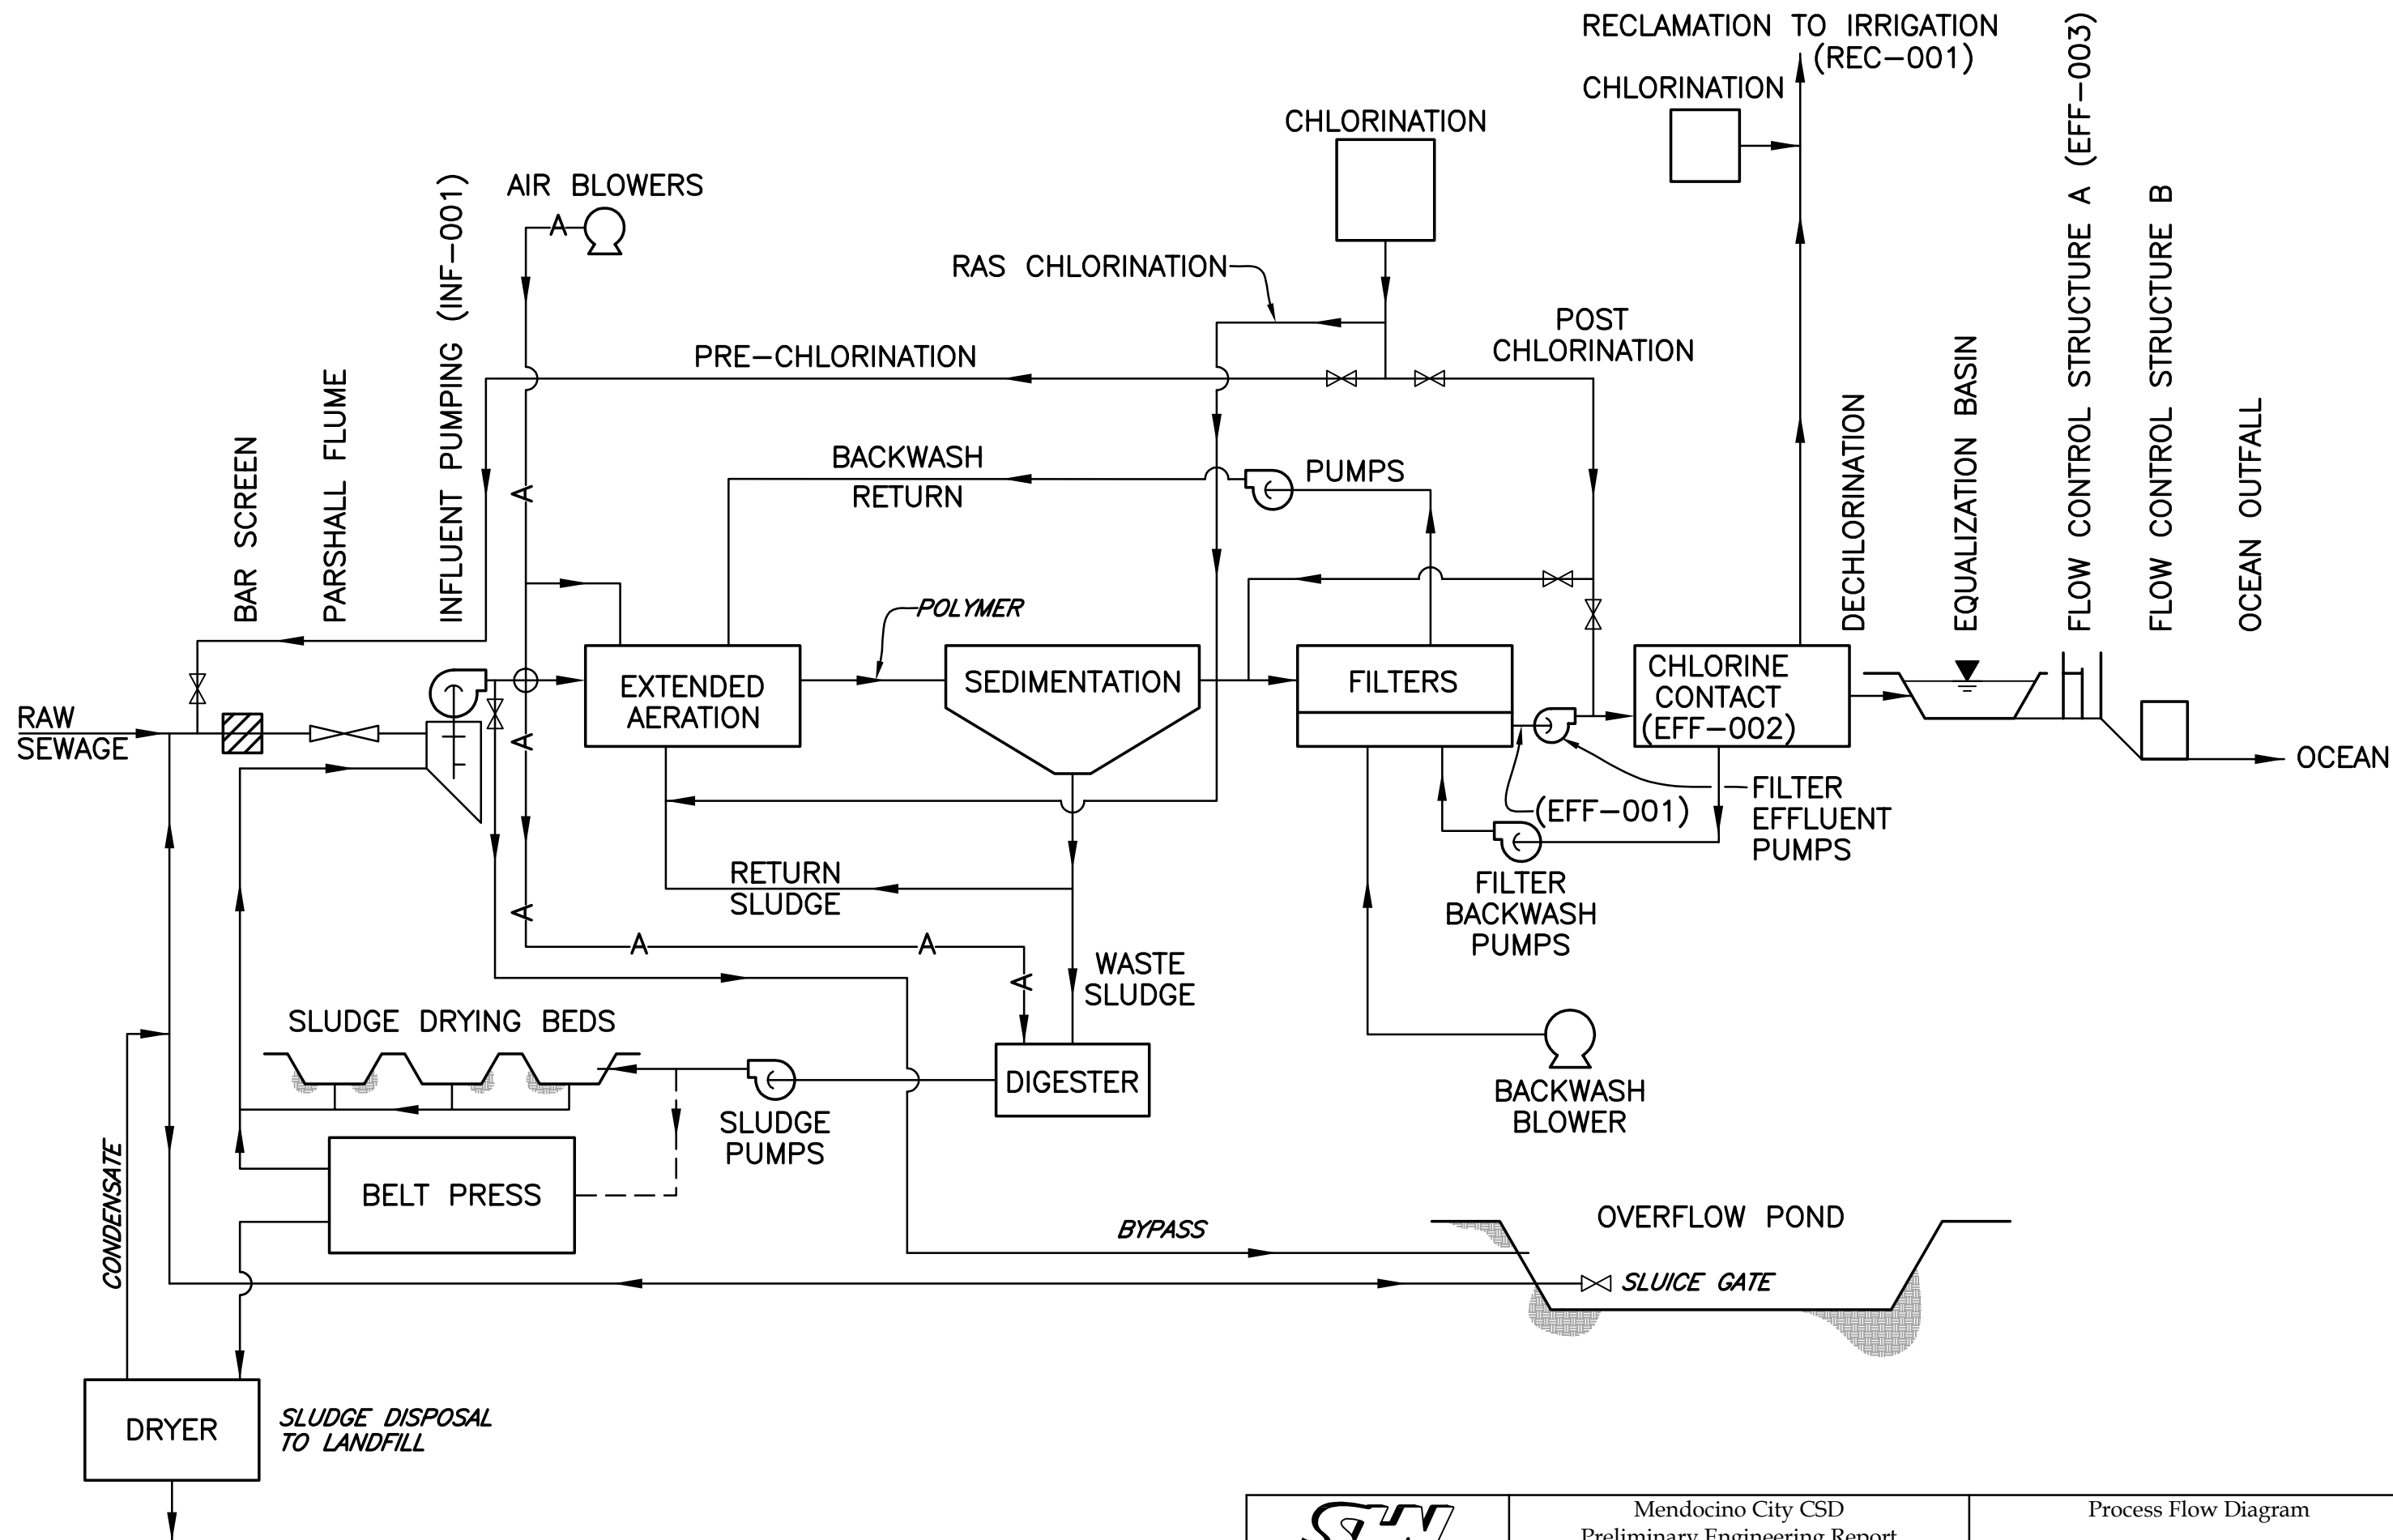 RECLAMATION TO IRRIGATION
(REC-001)
CHLORINATION
CHLORINATION
AIR BLOWERS
A
RAS CHLORINATION
POST
CHLORINATION
PRE-CHLORINATION
BACKWASH
RETURN
PUMPS
A
BAR SCREEN
PARSHALL FLUME
INFLUENT PUMPING (INF-001)
DECHLORINATION
EQUALIZATION BASIN
FLOW CONTROL STRUCTURE A (EFF-003)
FLOW CONTROL STRUCTURE B
OCEAN OUTFALL
POLYMER
EXTENDED
AERATION
SEDIMENTATION
FILTERS
CHLORINE
CONTACT
(EFF-002)
RAW
SEWAGE
A
OCEAN
(EFF-001)
FILTER
EFFLUENT
PUMPS
RETURN
SLUDGE
FILTER
BACKWASH
PUMPS
A
A
A
A
WASTE
SLUDGE
SLUDGE DRYING BEDS
DIGESTER
SLUDGE
PUMPS
BACKWASH
BLOWER
BELT PRESS
CONDENSATE
BYPASS
OVERFLOW POND
SLUICE GATE
DRYER
SLUDGE DISPOSAL
TO LANDFILL
Mendocino City CSD
Preliminary Engineering Report
Process Flow Diagram